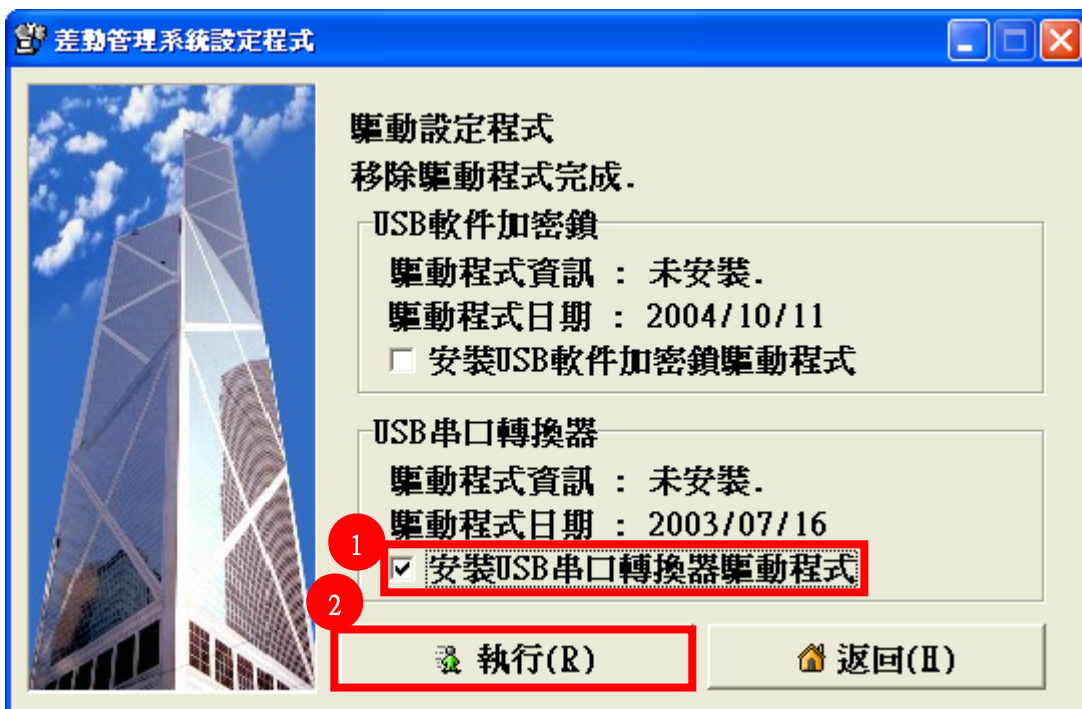 差勤管理系統設定程式
驅動設定程式
移除驅動程式完成.
USB軟件加密鎖
驅動程式資訊 : 未安裝.
驅動程式日期 : 2004/10/11
安裝USB軟件加密鎖驅動程式
USB串口轉換器
驅動程式資訊 : 未安裝.
驅動程式日期 : 2003/07/16
1
安裝USB串口轉換器驅動程式
2
執行(R) 返回(H)